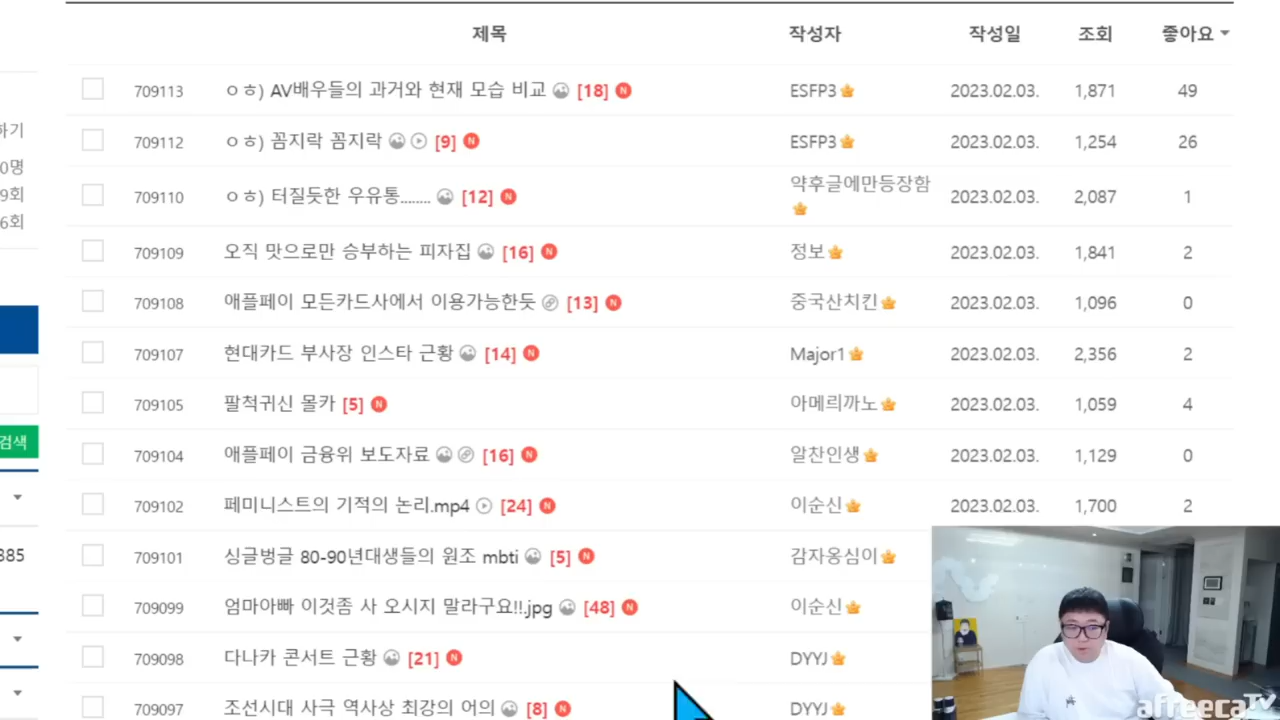 제목 작성자 작성일 조회 좋아요
709113 ㅇㅎ) AV배우들의 과거와 현재 모습 비교 [18] N ESFP3 2023.02.03. 1,871 49
하기
709112 ㅇㅎ) 꼼지락 꼼지락 [9] N ESFP3 2023.02.03. 1,254 26
0명
9회
709110 ㅇㅎ) 터질듯한 우유통........ [12] N 약후글에만등장함 2023.02.03. 2,087 1
6회
709109 오직 맛으로만 승부하는 피자집 [16] N 정보 2023.02.03. 1,841 2
709108 애플페이 모든카드사에서 이용가능한듯 [13] N 중국산치킨 2023.02.03. 1,096 0
709107 현대카드 부사장 인스타 근황 [14] N Major1 2023.02.03. 2,356 2
709105 팔척귀신 몰카 [5] N 아메릐까노 2023.02.03. 1,059 4
검색
709104 애플페이 금융위 보도자료 [16] N 알찬인생 2023.02.03. 1,129 0
709102 페미니스트의 기적의 논리.mp4 [24] N 이순신 2023.02.03. 1,700 2
385
709101 싱글벙글 80-90년대생들의 원조 mbti [5] N 감자옹심이
709099 엄마아빠 이것좀 사 오시지 말라구요!!.jpg [48] N 이순신
709098 다나카 콘서트 근황 [21] N DYYJ
709097 조선시대 사극 역사상 최강의 어의 [8] N DYYJ
afreecaTV